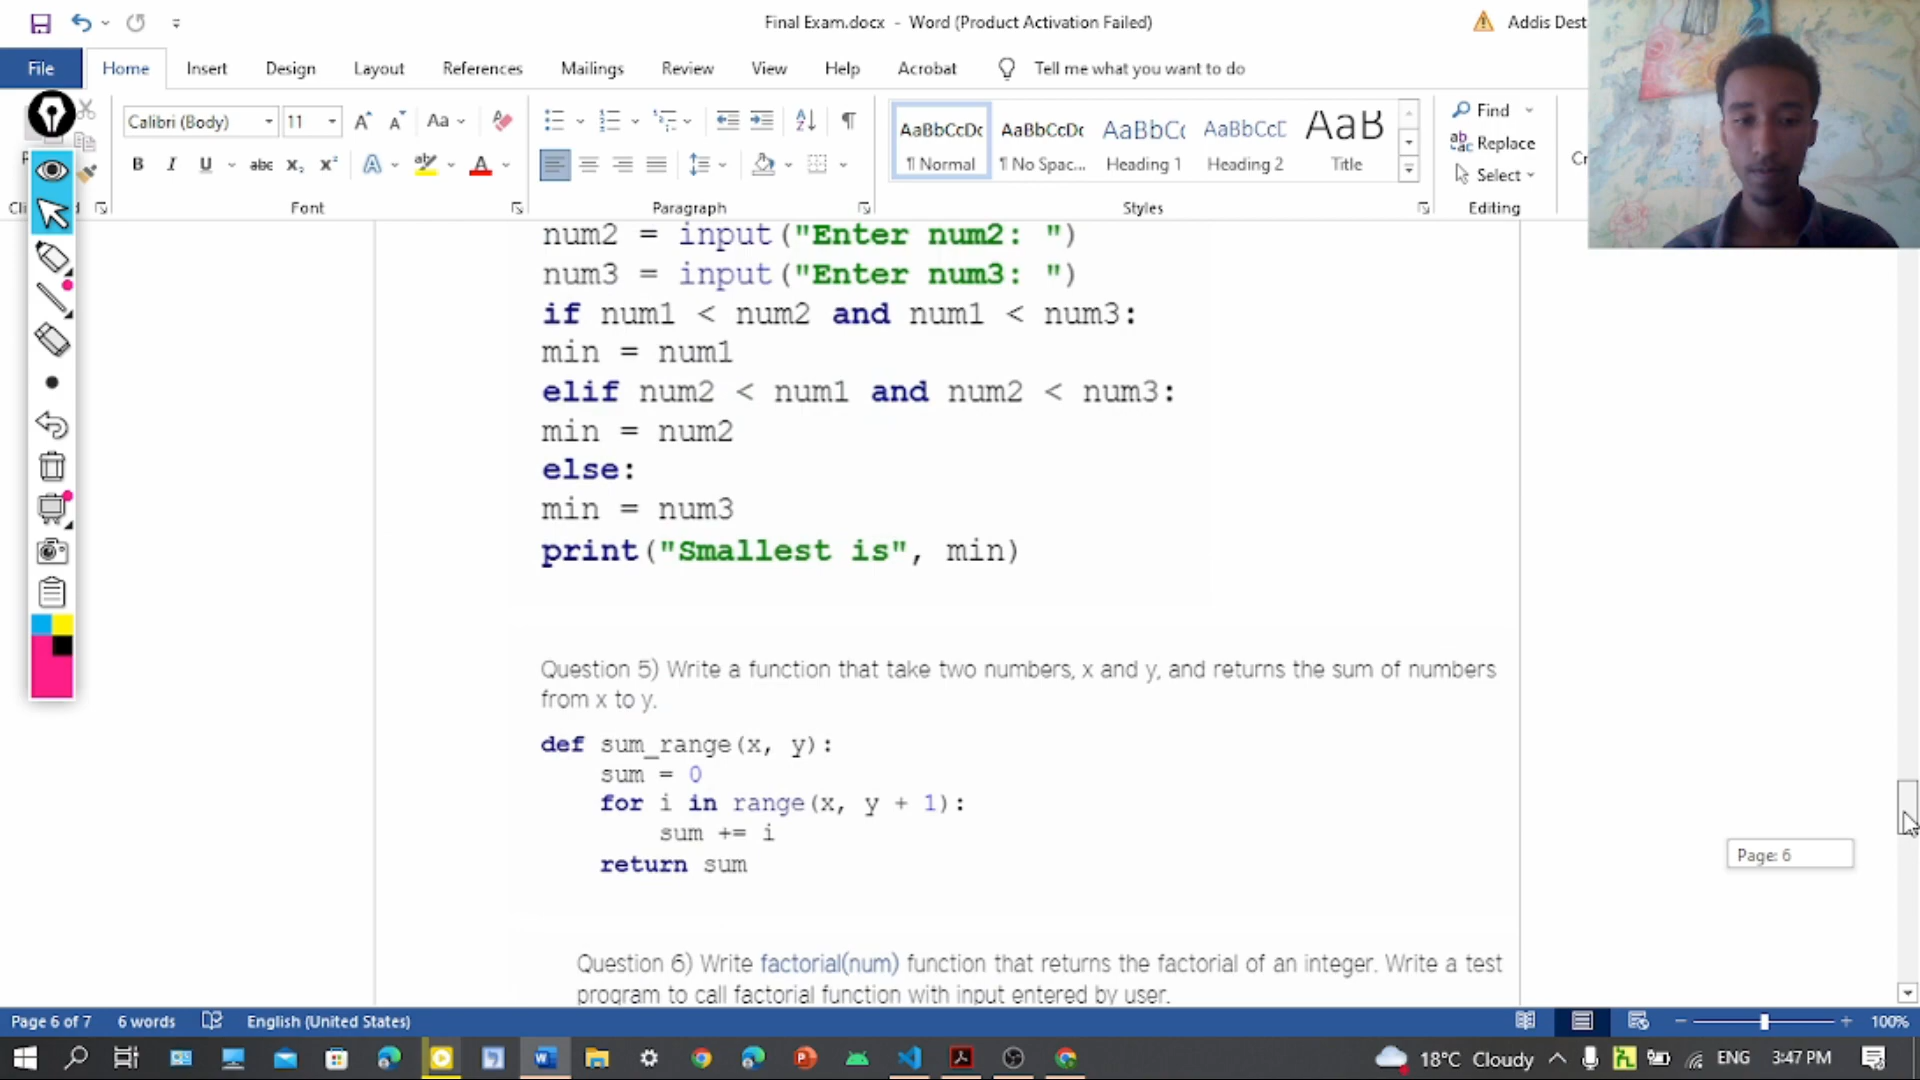 Final Exam.docx - Word (Product Activation Failed)
Addis Dest
File Home Insert Design Layout References Mailings Review View Help Acrobat Tell me what you want to do
Calibri (Body) 11
Aa
AaBbCcDc AaBbCcDc AaBbC AaBbCcD AaB
¶ Normal ¶ No Spac... Heading 1 Heading 2 Title
Find
Replace
Select
Font Paragraph Styles Editing
num2 = input("Enter num2: ")
num3 = input("Enter num3: ")
if num1 < num2 and num1 < num3:
min = num1
elif num2 < num1 and num2 < num3:
min = num2
else:
min = num3
print("Smallest is", min)
Question 5) Write a function that take two numbers, x and y, and returns the sum of numbers
from x to y.
def sum_range(x, y):
sum = 0
for i in range(x, y + 1):
sum += i
return sum
Page: 6
Question 6) Write factorial(num) function that returns the factorial of an integer. Write a test
program to call factorial function with input entered by user.
Page 6 of 7 6 words English (United States) 100%
18°C Cloudy ENG 3:47 PM